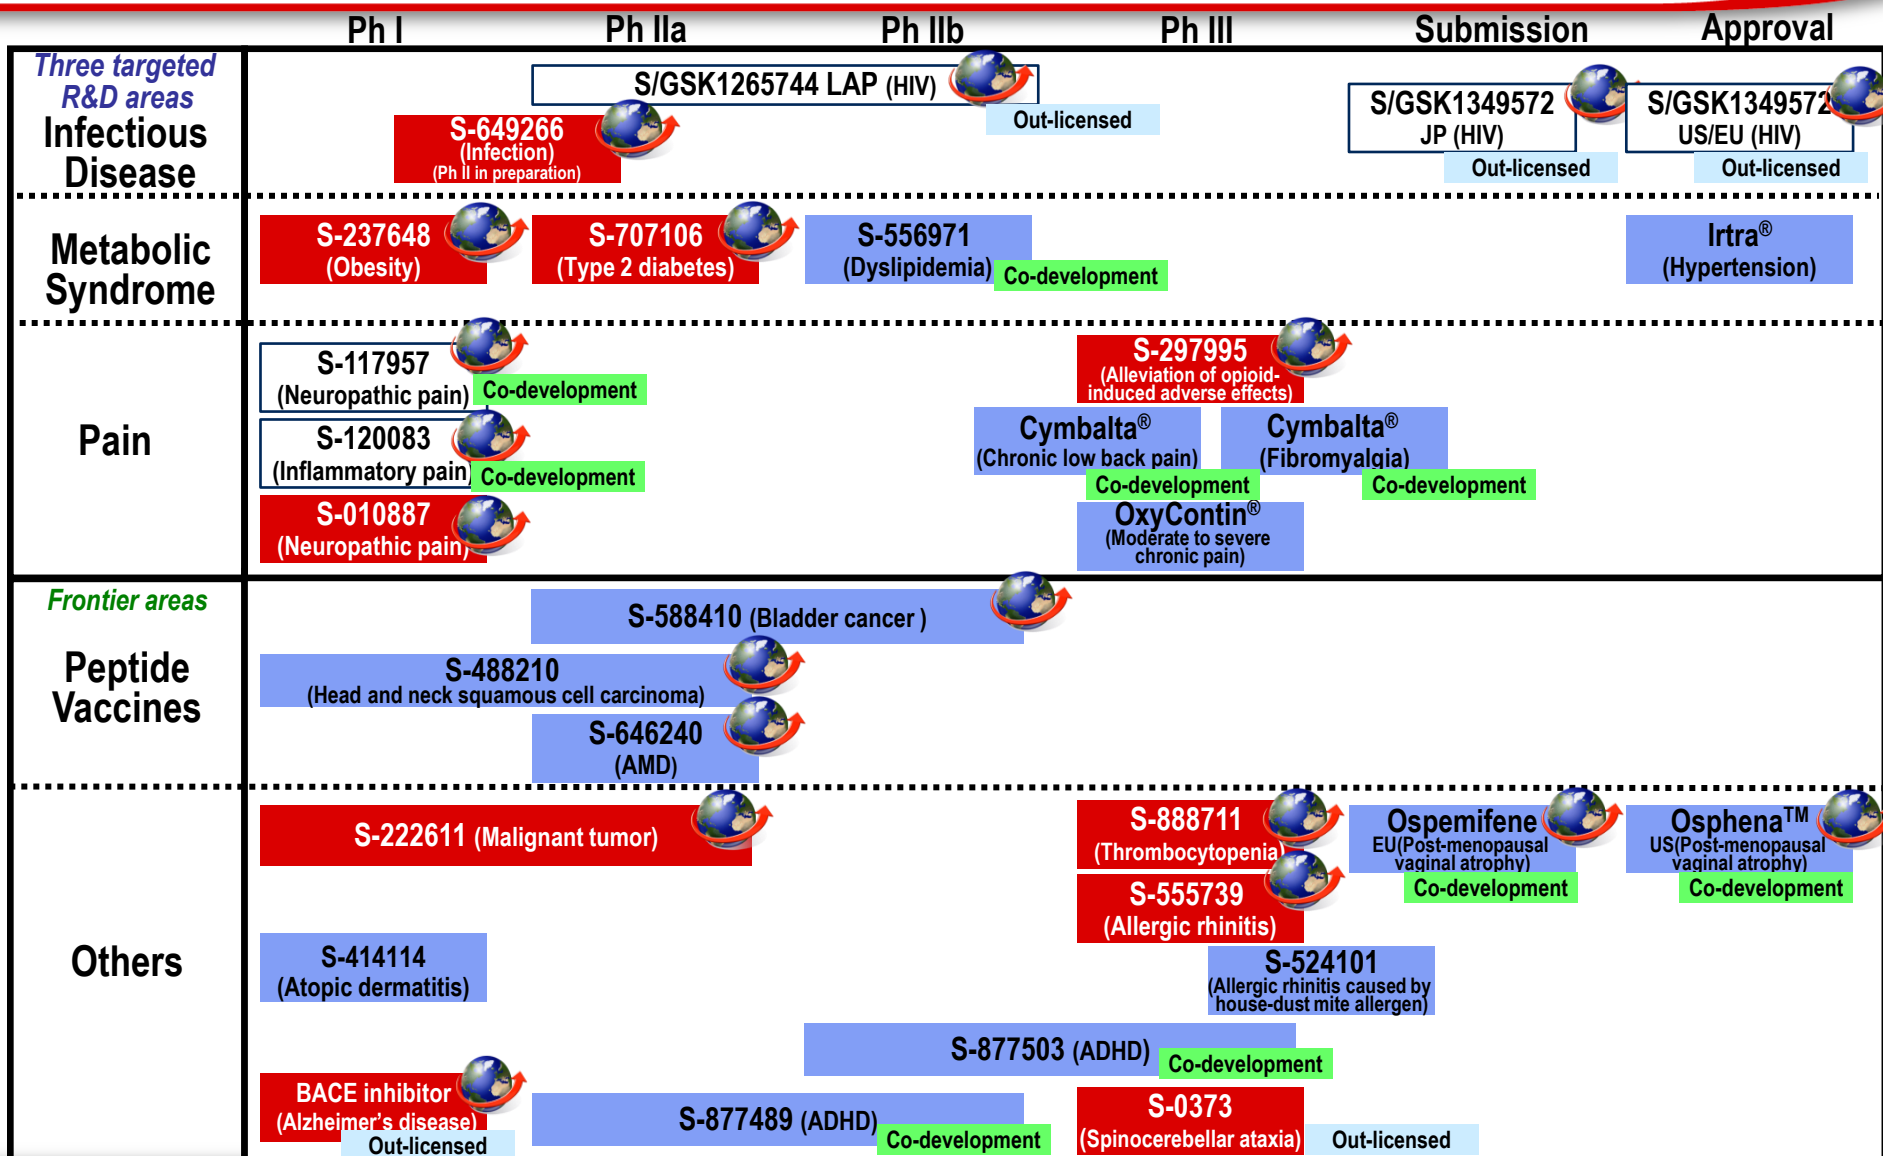 Ph I Ph IIa Ph IIb Ph III Submission Approval
Three targeted
R&D areas
Infectious
Disease
S/GSK1265744 LAP (HIV)
Out-licensed
S-649266
(Infection)
(Ph II in preparation)
S/GSK1349572
JP (HIV)
Out-licensed
S/GSK1349572
US/EU (HIV)
Out-licensed
Metabolic
Syndrome
S-237648
(Obesity)
S-707106
(Type 2 diabetes)
S-556971
(Dyslipidemia)
Co-development
Irtra®
(Hypertension)
Pain
S-117957
(Neuropathic pain)
Co-development
S-120083
(Inflammatory pain)
Co-development
S-010887
(Neuropathic pain)
S-297995
(Alleviation of opioid-
induced adverse effects)
Cymbalta®
(Chronic low back pain)
Co-development
Cymbalta®
(Fibromyalgia)
Co-development
OxyContin®
(Moderate to severe
chronic pain)
Frontier areas
Peptide
Vaccines
S-588410 (Bladder cancer )
S-488210
(Head and neck squamous cell carcinoma)
S-646240
(AMD)
Others
S-222611 (Malignant tumor)
S-888711
(Thrombocytopenia)
Ospemifene
EU(Post-menopausal
vaginal atrophy)
Co-development
Osphena™
US(Post-menopausal
vaginal atrophy)
Co-development
S-555739
(Allergic rhinitis)
S-414114
(Atopic dermatitis)
S-524101
(Allergic rhinitis caused by
house-dust mite allergen)
S-877503 (ADHD)
Co-development
BACE inhibitor
(Alzheimer's disease)
Out-licensed
S-877489 (ADHD)
Co-development
S-0373
(Spinocerebellar ataxia)
Out-licensed